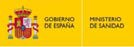 GOBIERNO
DE ESPAÑA
MINISTERIO
DE SANIDAD